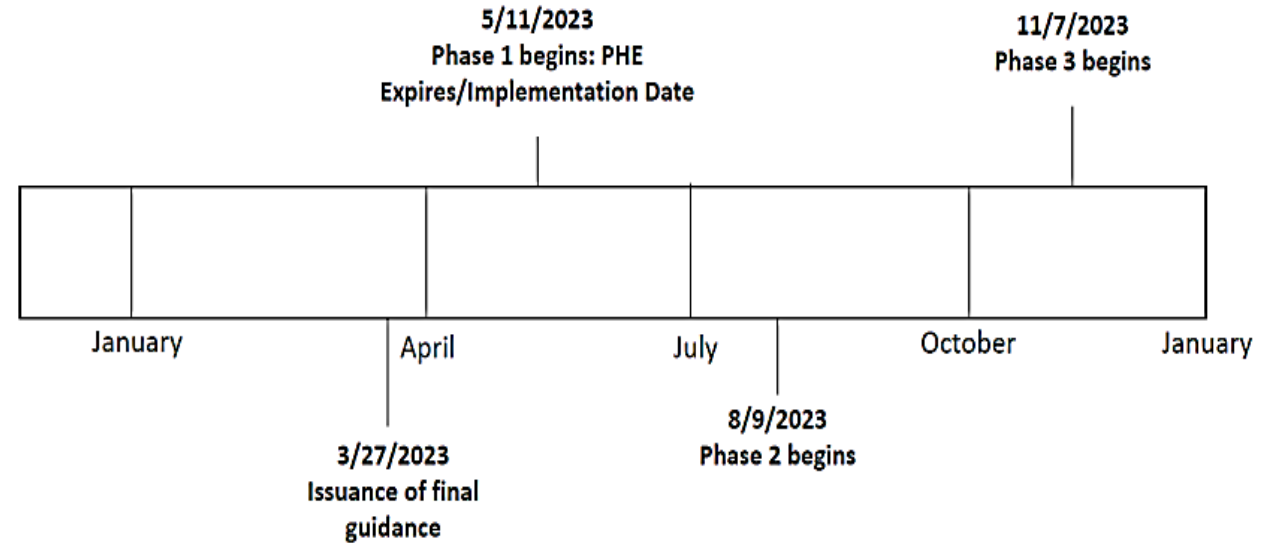 5/11/2023
Phase 1 begins: PHE
Expires/Implementation Date
11/7/2023
Phase 3 begins
January
April
July
October
January
3/27/2023
Issuance of final
guidance
8/9/2023
Phase 2 begins